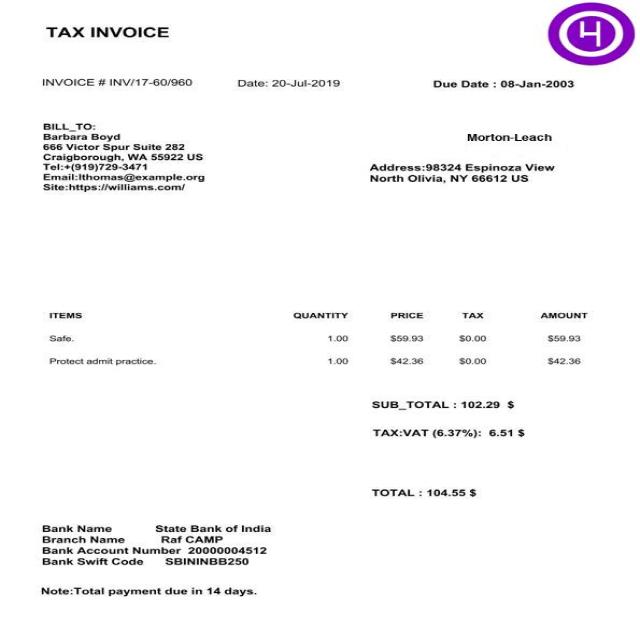 TAX INVOICE
INVOICE # INV/17-60/960 Date: 20-Jul-2019 Due Date : 08-Jan-2003
BILL_TO:
Barbara Boyd
666 Victor Spur Suite 282
Craigborough, WA 55922 US
Tel:+(919)729-3471
Email:lthomas@example.org
Site:https://williams.com/
Morton-Leach
Address:98324 Espinoza View
North Olivia, NY 66612 US
ITEMS QUANTITY PRICE TAX AMOUNT
Safe. 1.00 $59.93 $0.00 $59.93
Protect admit practice. 1.00 $42.36 $0.00 $42.36
SUB_TOTAL : 102.29 $
TAX:VAT (6.37%): 6.51 $
TOTAL : 104.55 $
Bank Name State Bank of India
Branch Name Raf CAMP
Bank Account Number 20000004512
Bank Swift Code SBININBB250
Note:Total payment due in 14 days.